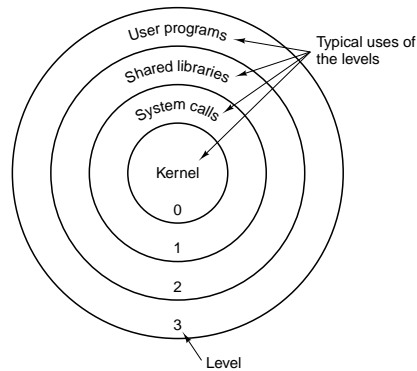 User programs
Typical uses of
the levels
Shared libraries
System calls
Kernel
0
1
2
3
Level